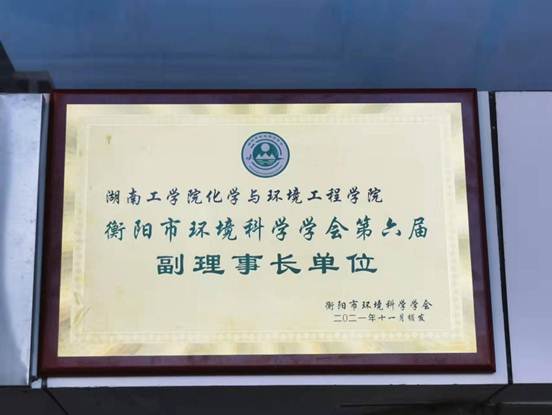 湖南工学院化学与环境工程学院
衡阳市环境科学学会第六届
副理事长单位
衡阳市环境科学学会
二〇二一年十一月颁发